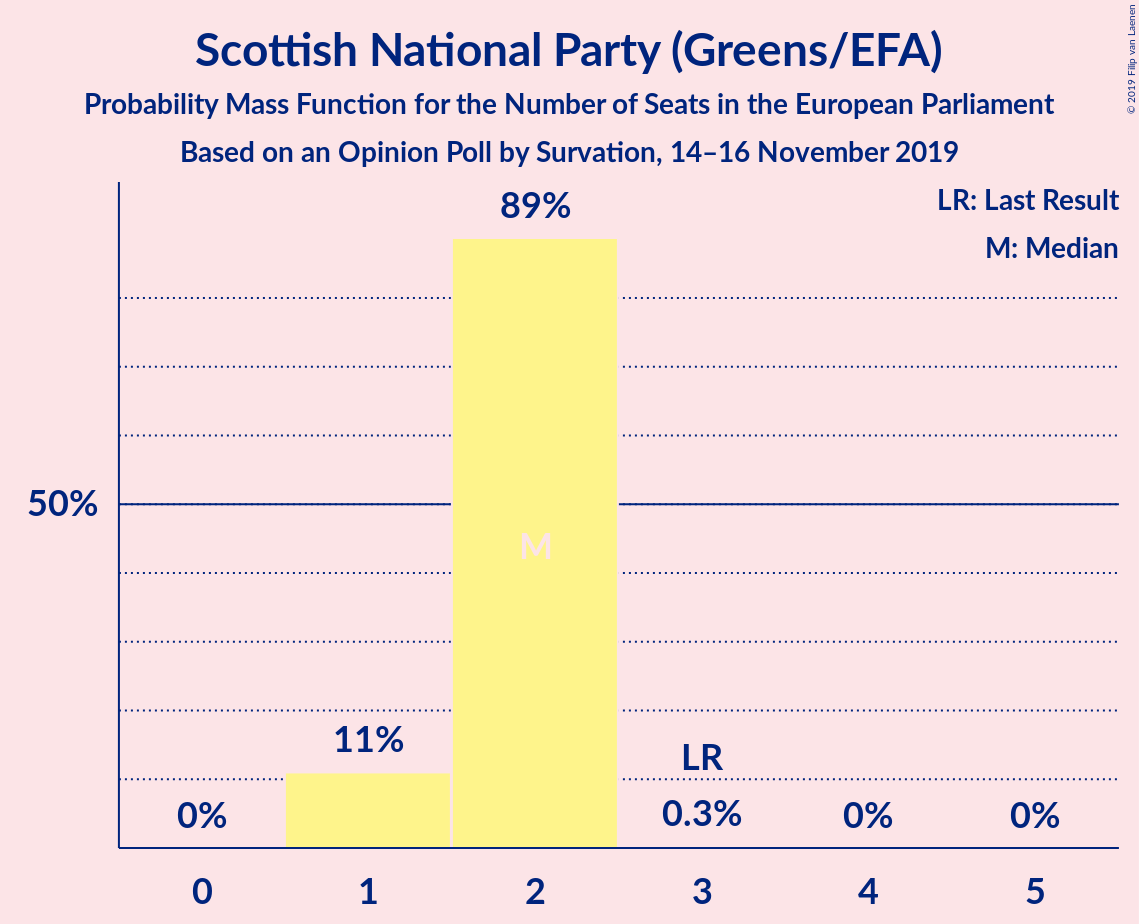 Scottish National Party (Greens/EFA)
Probability Mass Function for the Number of Seats in the European Parliament
Based on an Opinion Poll by Survation, 14–16 November 2019
© 2019 Filip van Laenen
LR: Last Result
M: Median
89%
50%
M
11%
LR
0%
0.3%
0%
0%
0
1
2
3
4
5